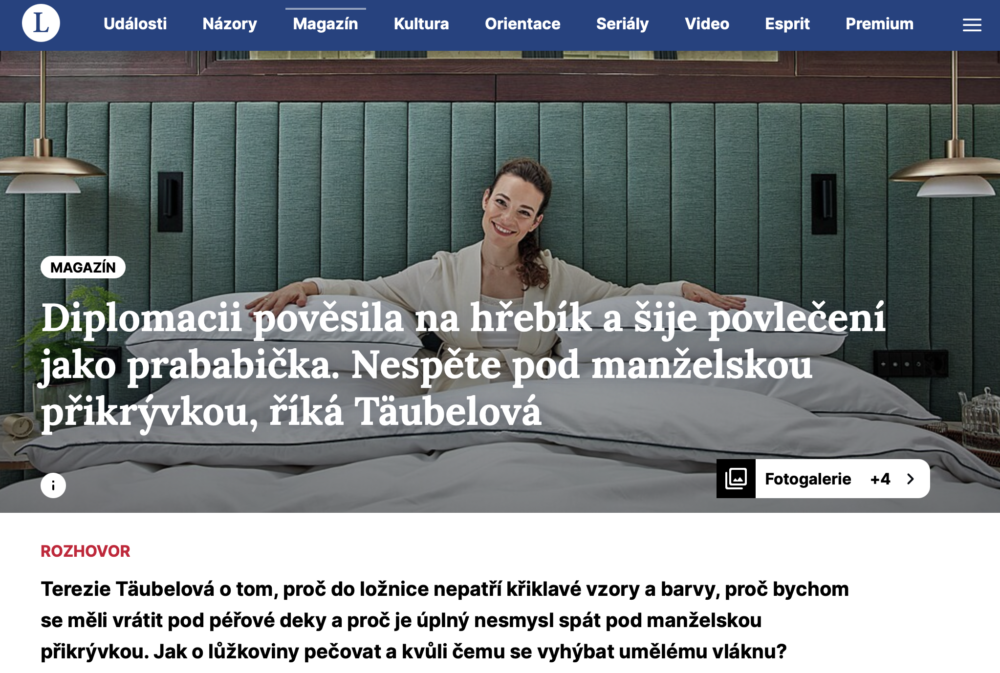 L
Události Názory Magazín Kultura Orientace Seriály Video Esprit Premium
MAGAZÍN
Diplomacii pověsila na hřebík a šije povlečení
jako prababička. Nespěte pod manželskou
přikrývkou, říká Täubelová
i
Fotogalerie +4
ROZHOVOR
Terezie Täubelová o tom, proč do ložnice nepatří křiklavé vzory a barvy, proč bychom
se měli vrátit pod péřové deky a proč je úplný nesmysl spát pod manželskou
přikrývkou. Jak o lůžkoviny pečovat a kvůli čemu se vyhýbat umělému vláknu?